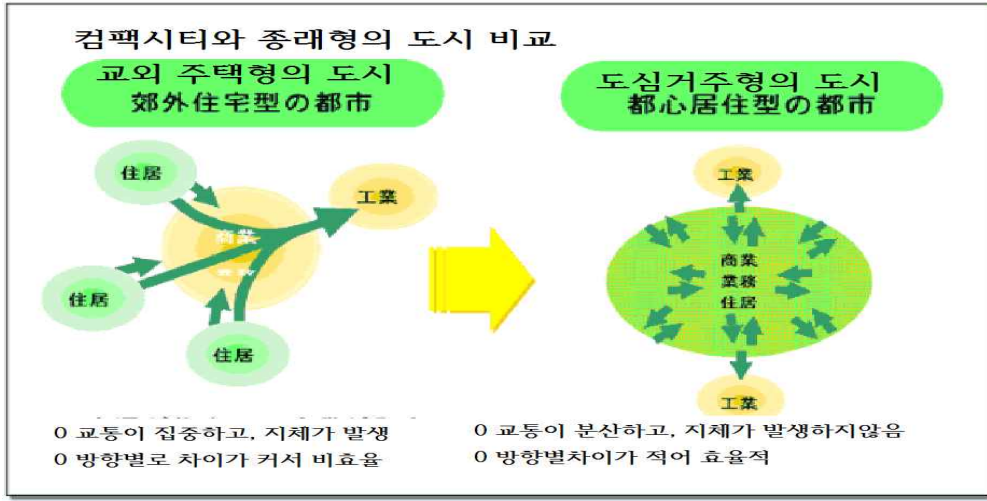 컴팩시티와 종래형의 도시 비교
교외 주택형의 도시
郊外住宅型の都市
住居
商業
工業
住居
住居
도심거주형의 도시
都心居住型の都市
工業
商業
業務
住居
工業
0 교통이 집중하고, 지체가 발생
0 방향별로 차이가 커서 비효율
0 교통이 분산하고, 지체가 발생하지않음
0 방향별차이가 적어 효율적